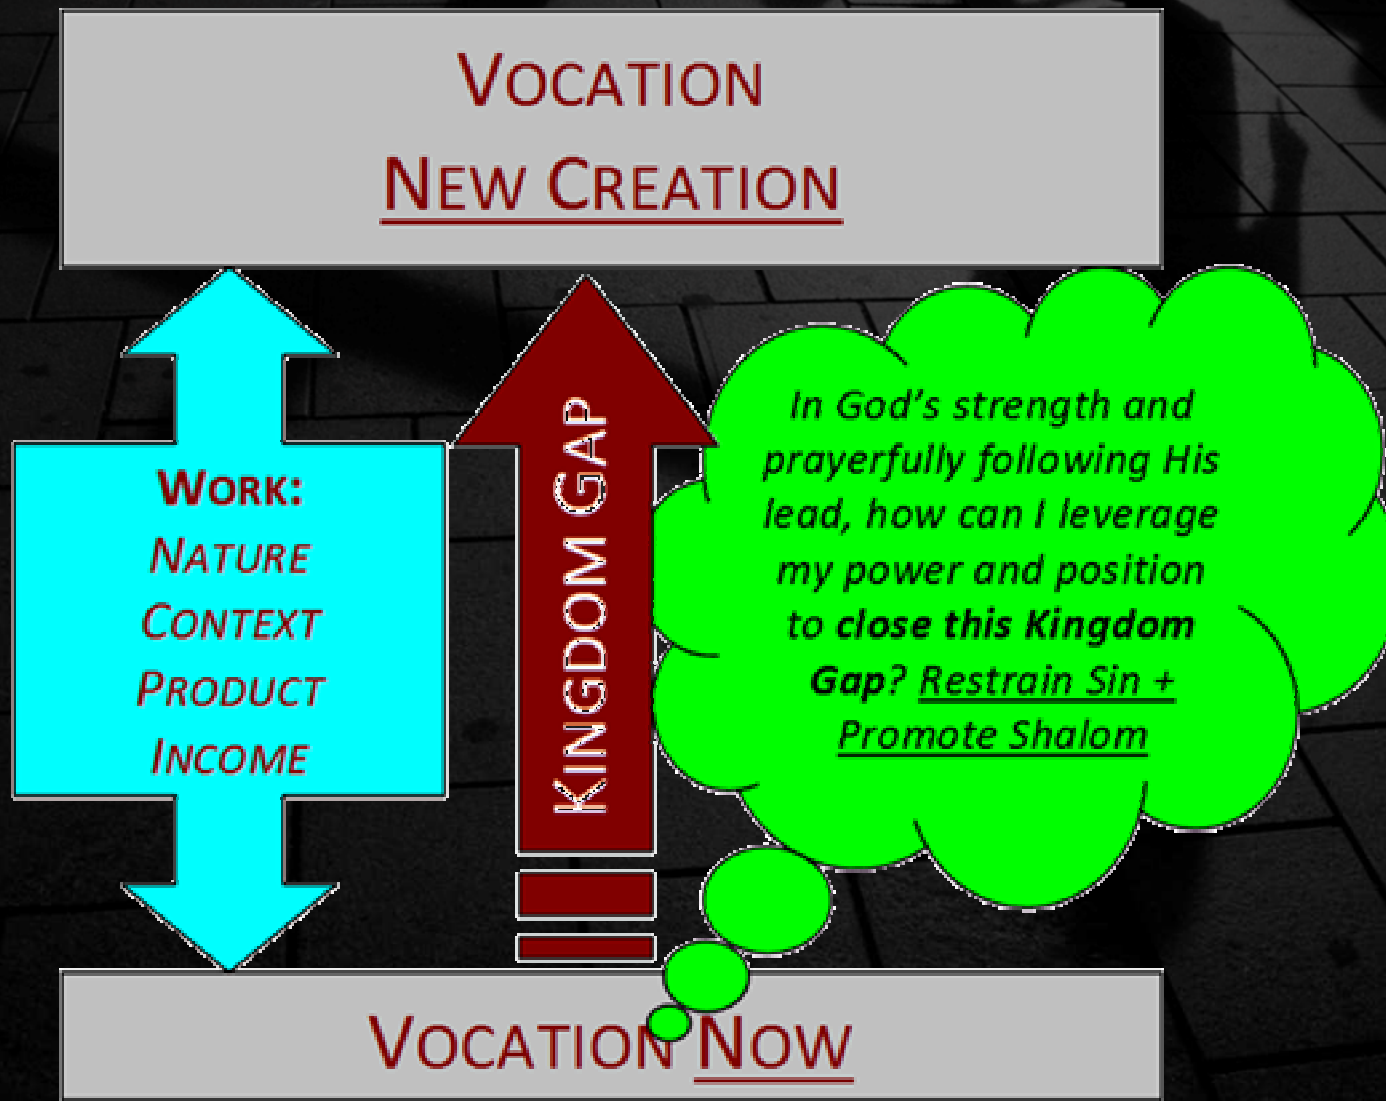 VOCATION
NEW CREATION
WORK:
NATURE
CONTEXT
PRODUCT
INCOME
KINGDOM GAP
In God's strength and
prayerfully following His
lead, how can I leverage
my power and position
to close this Kingdom
Gap? Restrain Sin +
Promote Shalom
VOCATION NOW